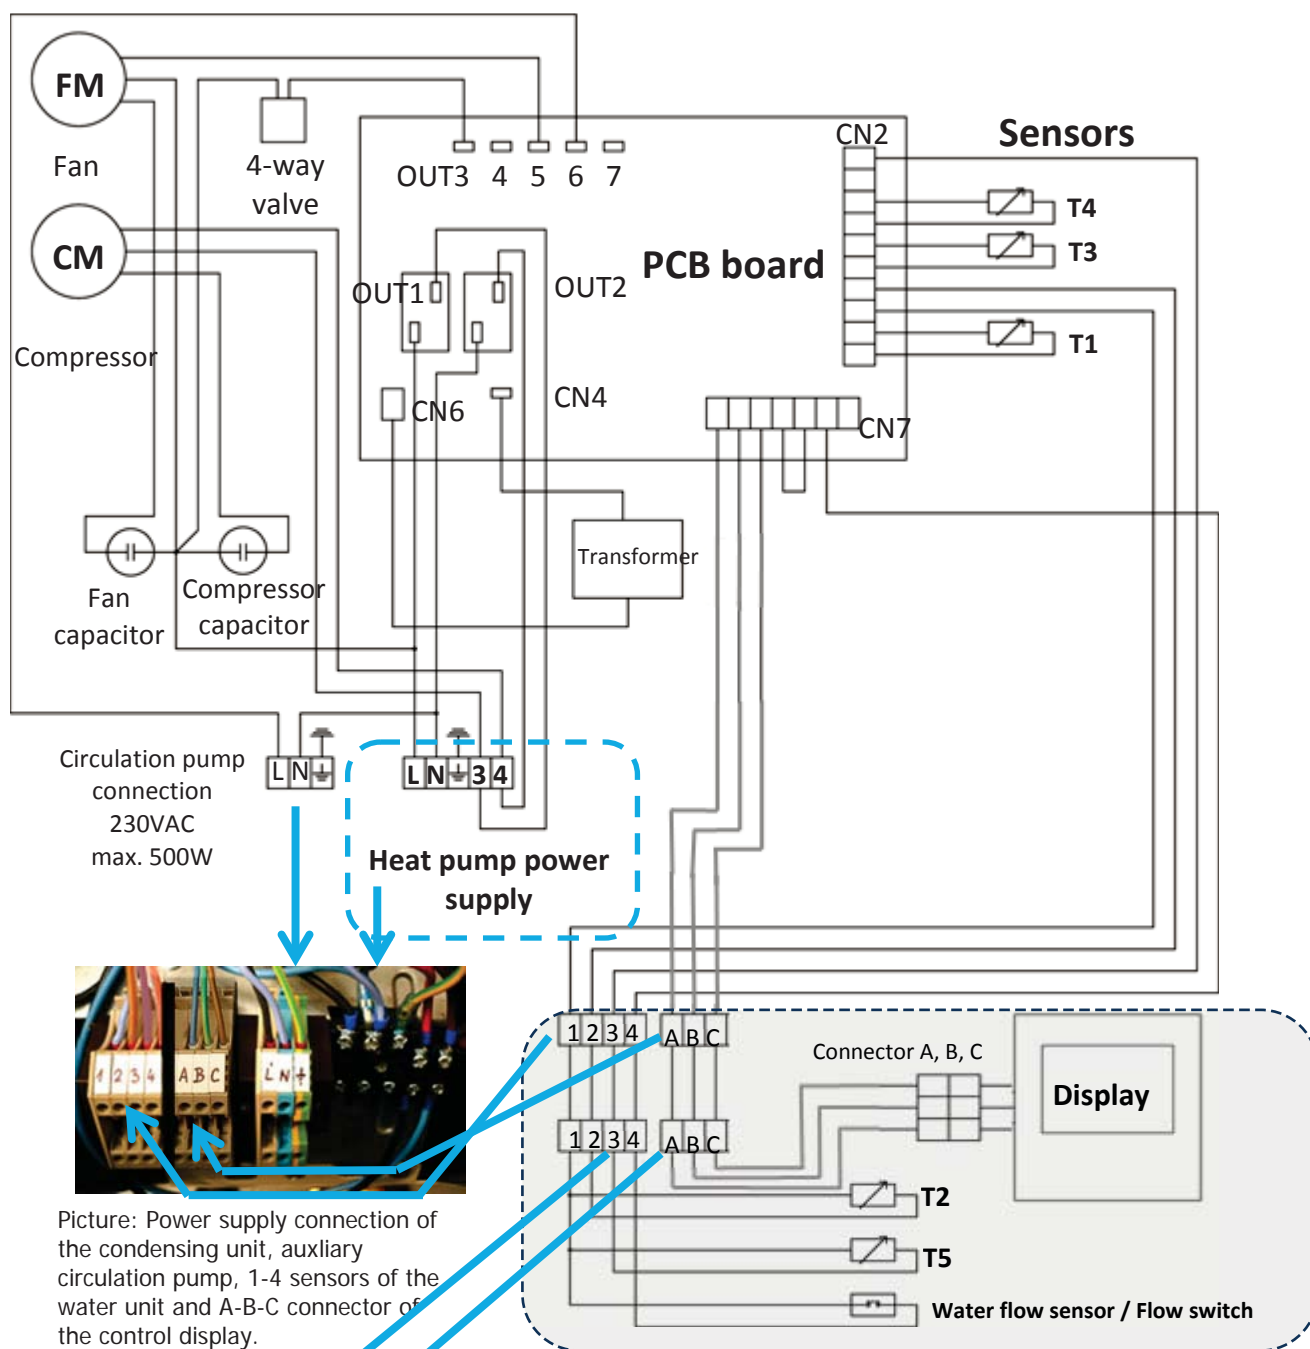 FM
Fan
4-way
valve
OUT3 4 5 6 7
CN2
Sensors
T4
T3
T1
CM
Compressor
PCB board
OUT1
OUT2
CN6
CN4
CN7
Transformer
Fan
capacitor
Compressor
capacitor
Circulation pump
connection
230VAC
max. 500W
L N
L N 3 4
Heat pump power
supply
1 2 3 4
A B C
L N
1 2 3 4 A B C
Connector A, B, C
Display
1 2 3 4 A B C
T2
T5
Water flow sensor / Flow switch
Picture: Power supply connection of
the condensing unit, auxliary
circulation pump, 1-4 sensors of the
water unit and A-B-C connector of
the control display.